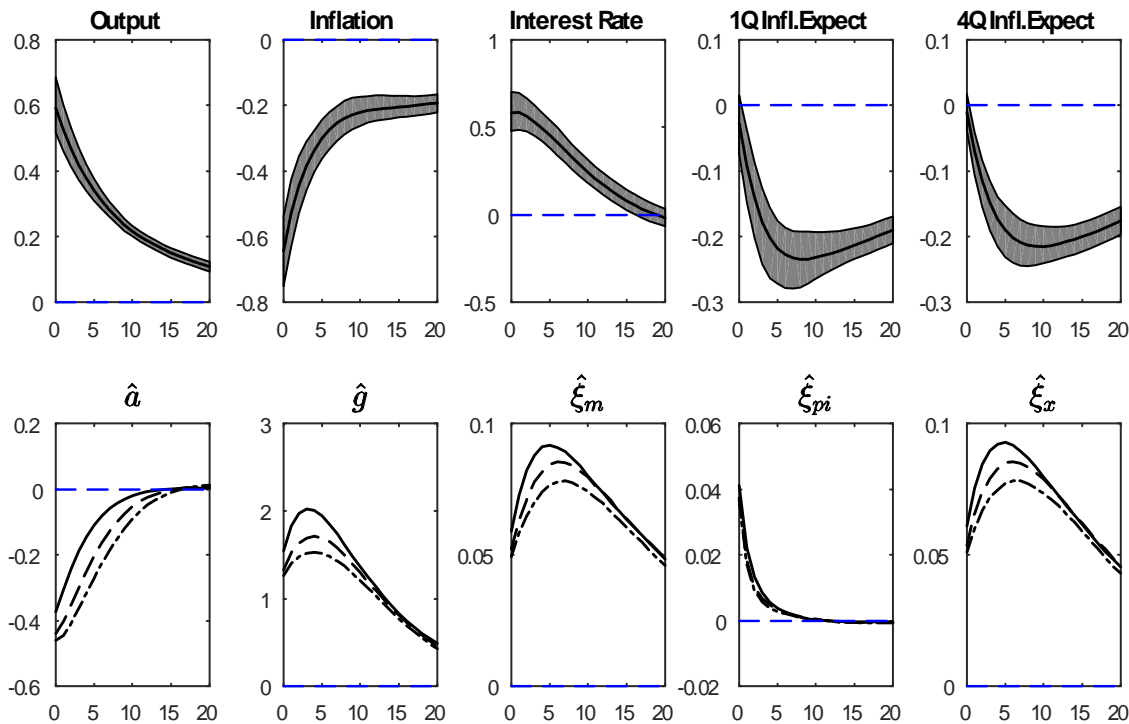 Output Inflation Interest Rate 1Q Infl.Expect 4Q Infl.Expect
0.8 0 1 0.1 0.1
0.6 -0.2 0.5 0 0
0.4 -0.4 -0.1 -0.1
0.2 -0.6 0 -0.2 -0.2
0 -0.8 -0.5 -0.3 -0.3
0 5 10 15 20 0 5 10 15 20 0 5 10 15 20 0 5 10 15 20 0 5 10 15 20
â ĝ ξ̂m ξ̂pi ξ̂x
0.2 3 0.1 0.06 0.1
0 2 0.04
-0.2 0.05 0.02 0.05
-0.4 1 0
-0.6 0 0 -0.02 0
0 5 10 15 20 0 5 10 15 20 0 5 10 15 20 0 5 10 15 20 0 5 10 15 20